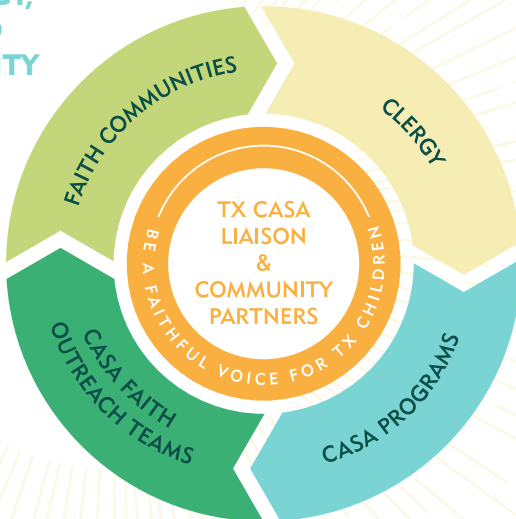 FAITH COMMUNITIES
CLERGY
TX CASA
LIAISON
&
COMMUNITY
PARTNERS
BE A FAITHFUL VOICE FOR TX CHILDREN
CASA FAITH
OUTREACH TEAMS
CASA PROGRAMS